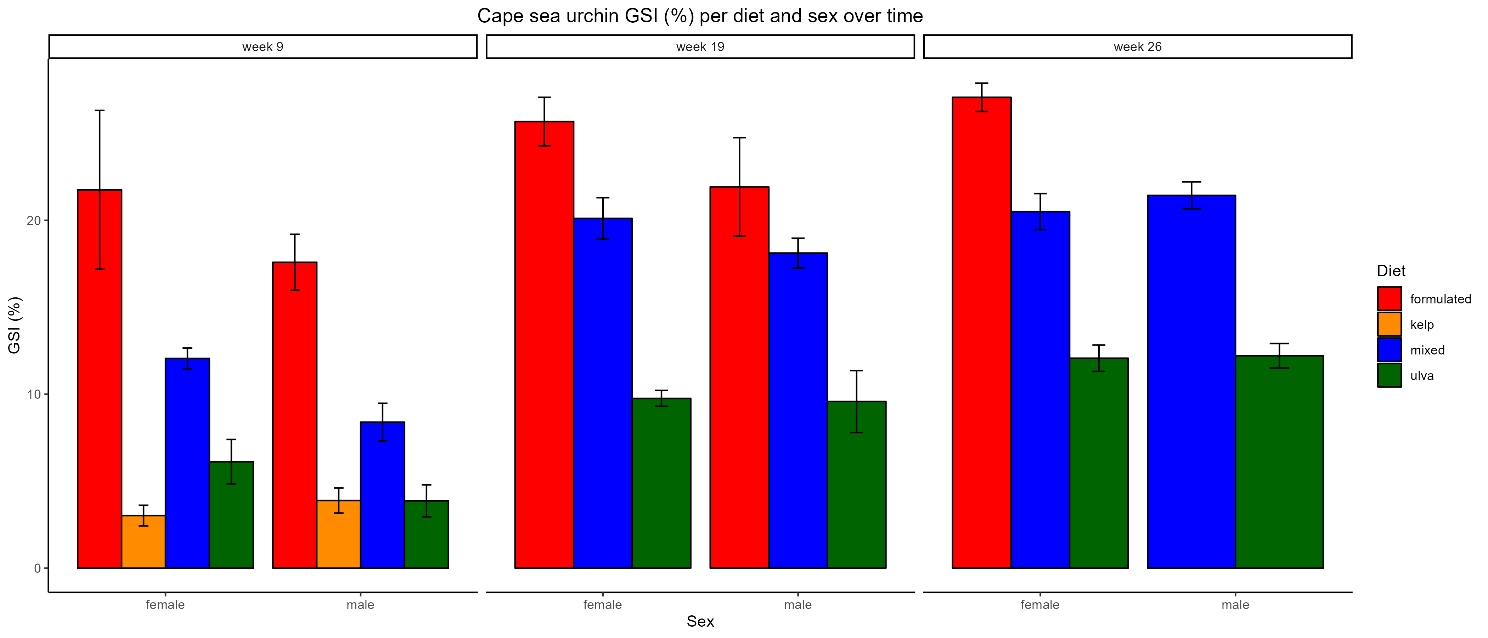 Cape sea urchin GSI (%) per diet and sex over time
week 9
week 19
week 26
GSI (%)
20
10
0
female
male
female
male
female
male
Sex
Diet
formulated
kelp
mixed
ulva